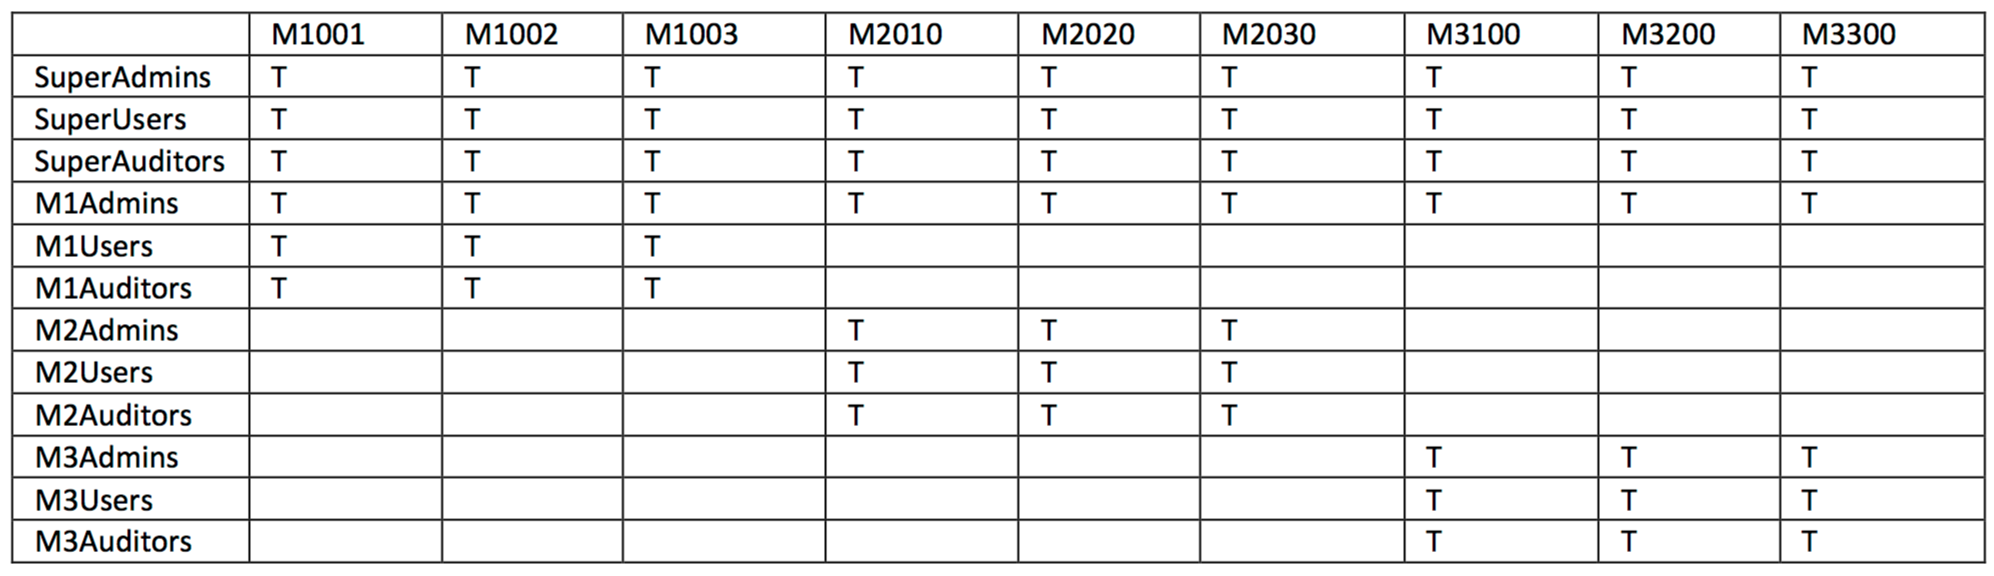 M1001 M1002 M1003 M2010 M2020 M2030 M3100 M3200 M3300
SuperAdmins T T T T T T T T T
SuperUsers T T T T T T T T T
SuperAuditors T T T T T T T T T
M1Admins T T T T T T T T T
M1Users T T T
M1Auditors T T T
M2Admins T T T
M2Users T T T
M2Auditors T T T
M3Admins T T T
M3Users T T T
M3Auditors T T T